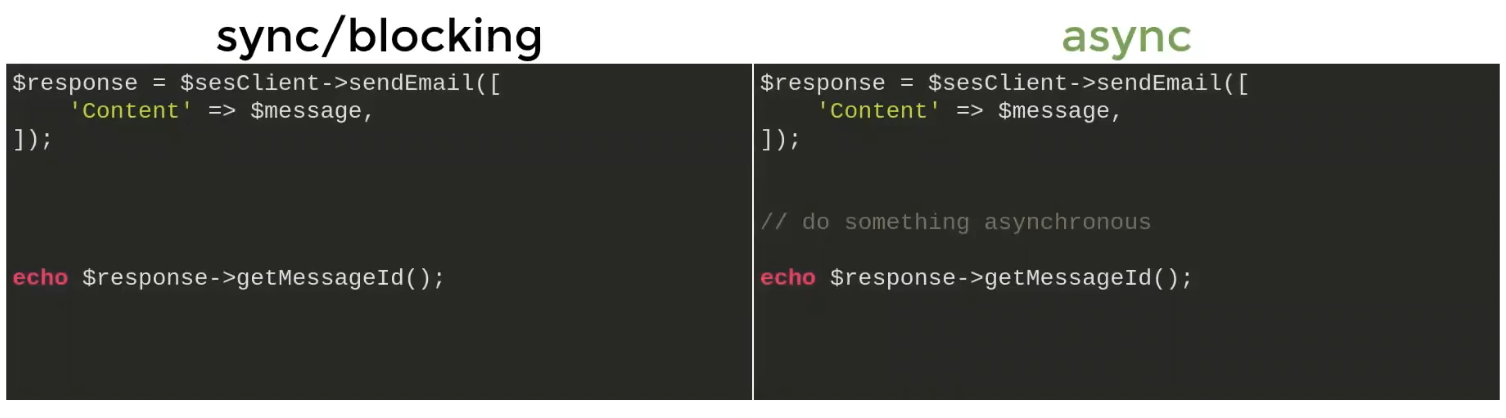 sync/blocking
$response = $sesClient->sendEmail([
    'Content' => $message,
]);
echo $response->getMessageId();
async
$response = $sesClient->sendEmail([
    'Content' => $message,
]);
// do something asynchronous
echo $response->getMessageId();